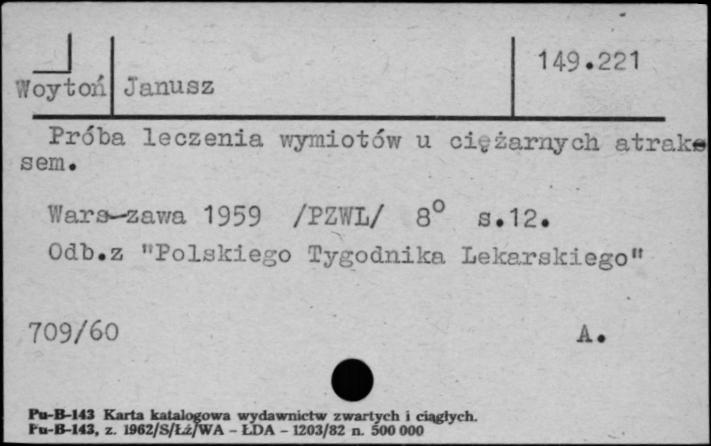 149.221
Woytoń Janusz
Próba leczenia wymiotów u ciężarnych atrak-
sem.
Wars-zawa 1959 /PZWL/ 8° s.12.
Odb.z "Polskiego Tygodnika Lekarskiego"
709/60 A.
Pu-B-143 Karta katalogowa wydawnictw zwartych i ciągłych.
Pu-B-143, z. 1962/S/Łż/WA - ŁDA - 1203/82 n. 500 000